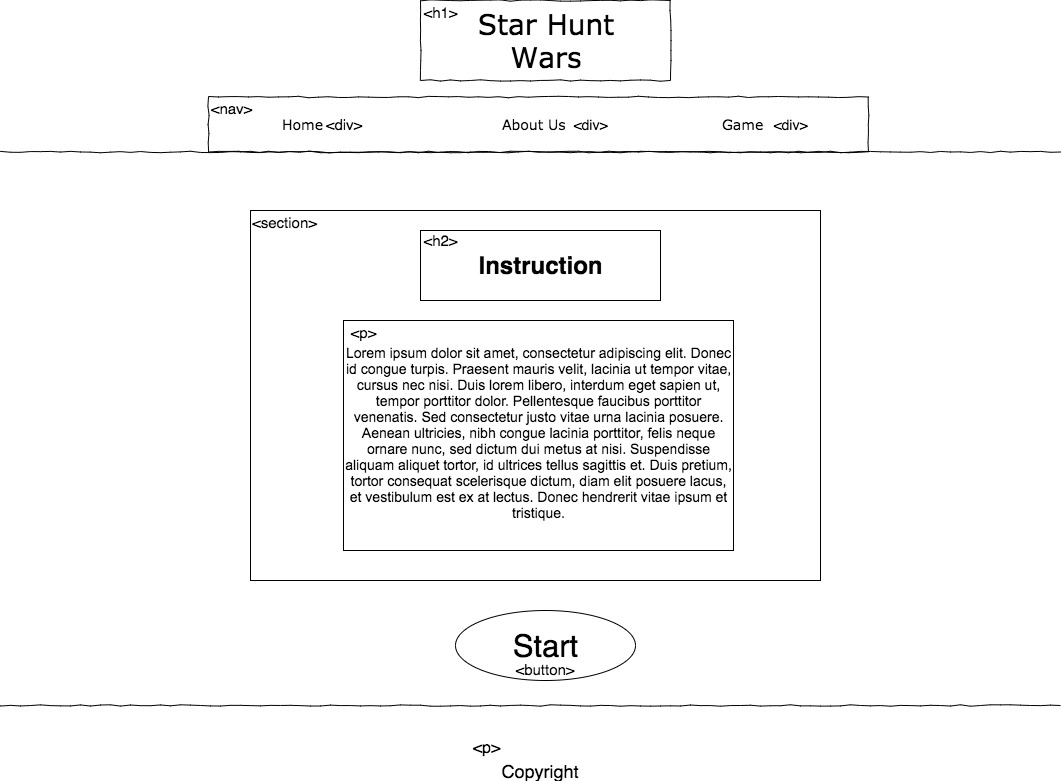 <h1>
Star Hunt
Wars
<nav>
Home <div> About Us <div> Game <div>
<section>
<h2>
Instruction
<p>
Lorem ipsum dolor sit amet, consectetur adipiscing elit. Donec
id congue turpis. Praesent mauris velit, lacinia ut tempor vitae,
cursus nec nisi. Duis lorem libero, interdum eget sapien ut,
tempor porttitor dolor. Pellentesque faucibus porttitor
venenatis. Sed consectetur justo vitae urna lacinia posuere.
Aenean ultricies, nibh congue lacinia porttitor, felis neque
ornare nunc, sed dictum dui metus at nisi. Suspendisse
aliquam aliquet tortor, id ultrices tellus sagittis et. Duis pretium,
tortor consequat scelerisque dictum, diam elit posuere lacus,
et vestibulum est ex at lectus. Donec hendrerit vitae ipsum et
tristique.
Start
<button>
<p>
Copyright